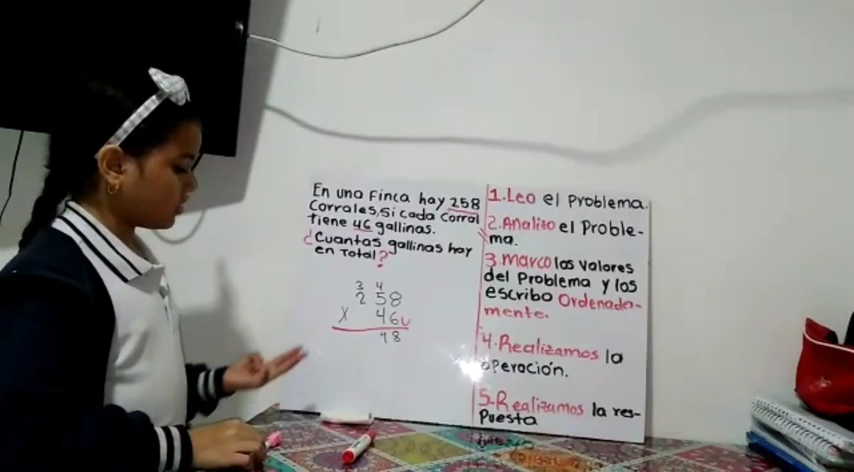 En una Finca hay 258
Corrales, si cada Corral
tiene 46 gallinas.
¿Cuantas gallinas hay
en Total?
3 4
2 5 8
X 4 6
4 8
1. Leo el Problema.
2. Analizo el Proble-
ma.
3. Marco los valores
del Problema y los
escribo Ordenada-
mente.
4. Realizamos la
operación.
5. Realizamos la res-
Puesta